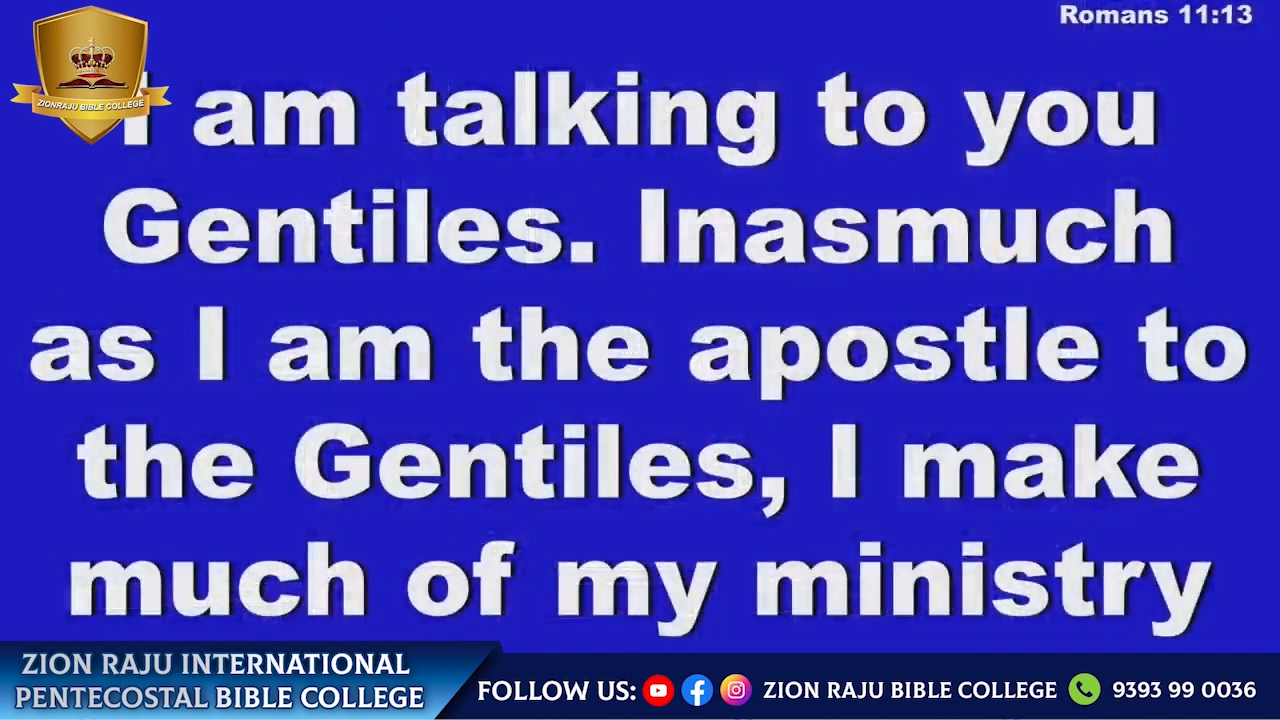 Romans 11:13
ZIONRAJU BIBLE COLLEGE
I am talking to you
Gentiles. Inasmuch
as I am the apostle to
the Gentiles, I make
much of my ministry
ZION RAJU INTERNATIONAL
PENTECOSTAL BIBLE COLLEGE
FOLLOW US: ZION RAJU BIBLE COLLEGE 9393 99 0036